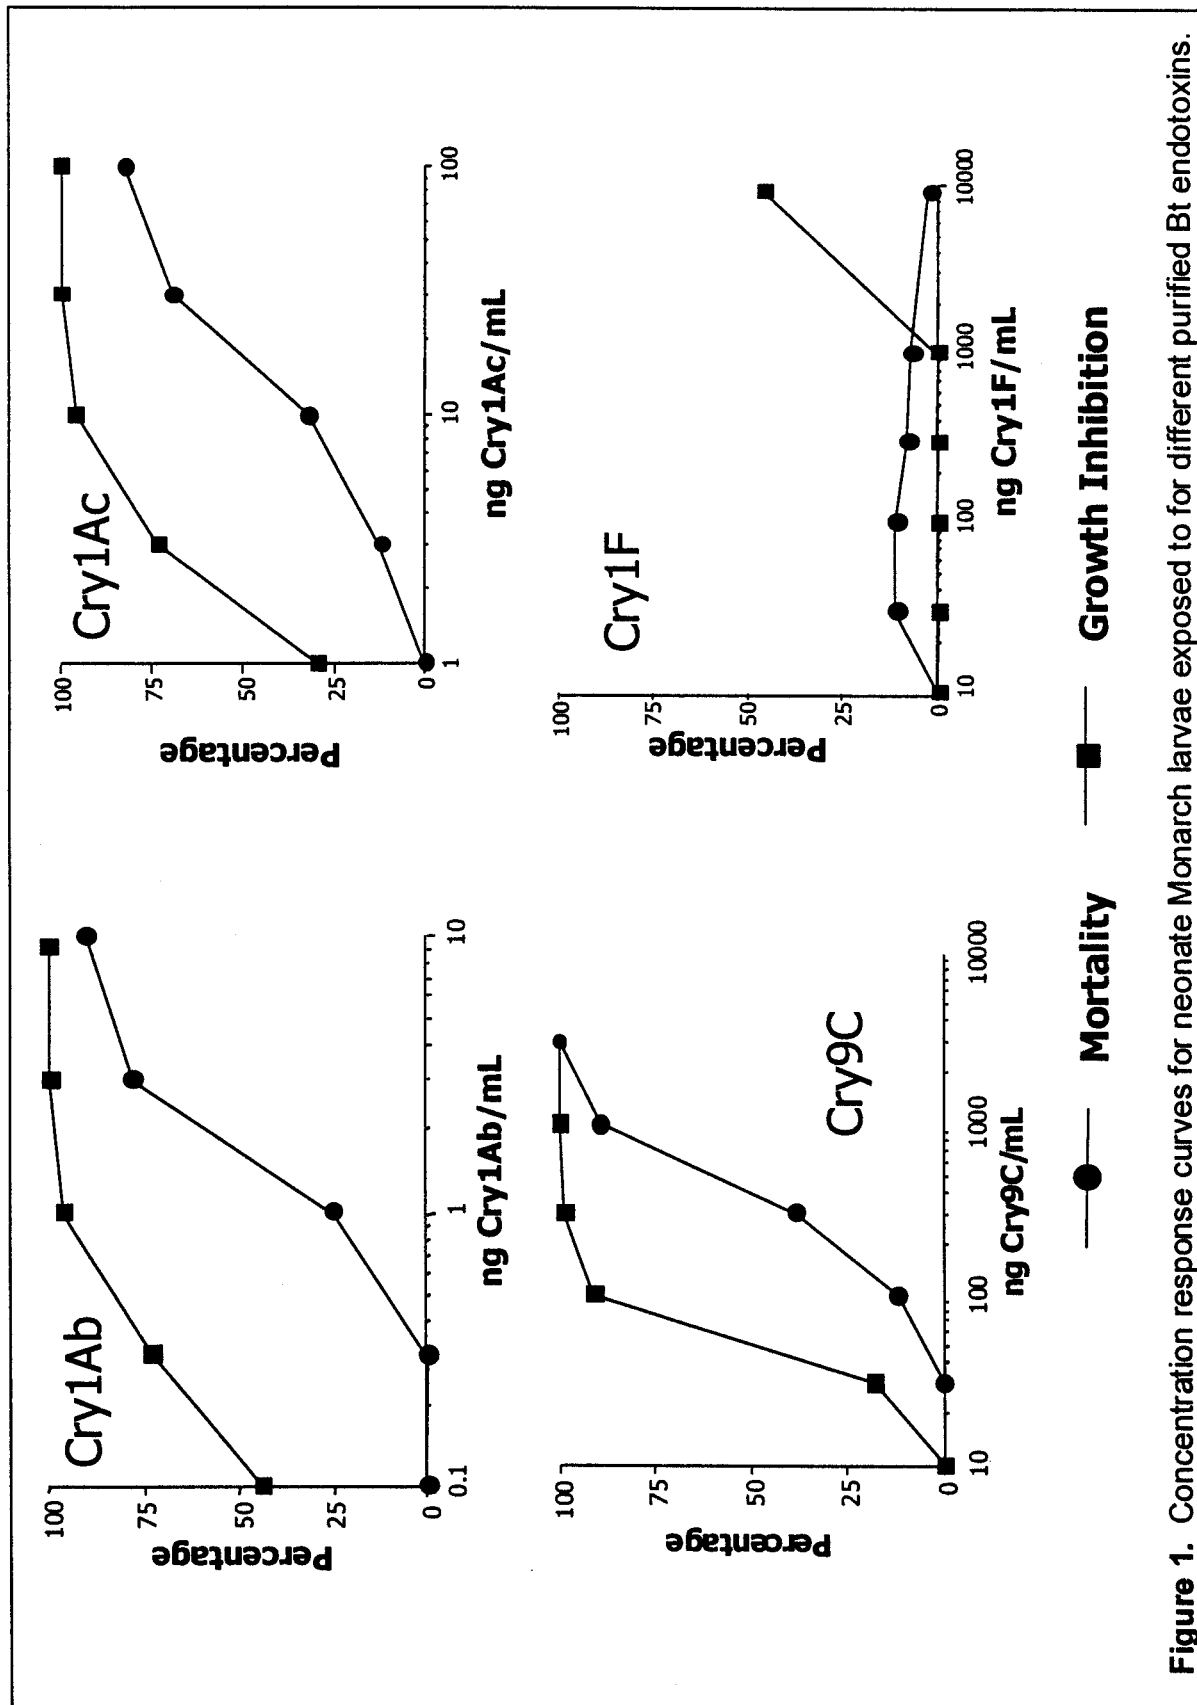 Cry1Ab
Percentage
100
75
50
25
0
0.1
1
10
ng Cry1Ab/mL
Cry1Ac
Percentage
100
75
50
25
0
1
10
100
ng Cry1Ac/mL
Cry9C
Percentage
100
75
50
25
0
10
100
1000
10000
ng Cry9C/mL
Cry1F
Percentage
100
75
50
25
0
10
100
1000
10000
ng Cry1F/mL
Mortality
Growth Inhibition
Figure 1. Concentration response curves for neonate Monarch larvae exposed to for different purified Bt endotoxins.